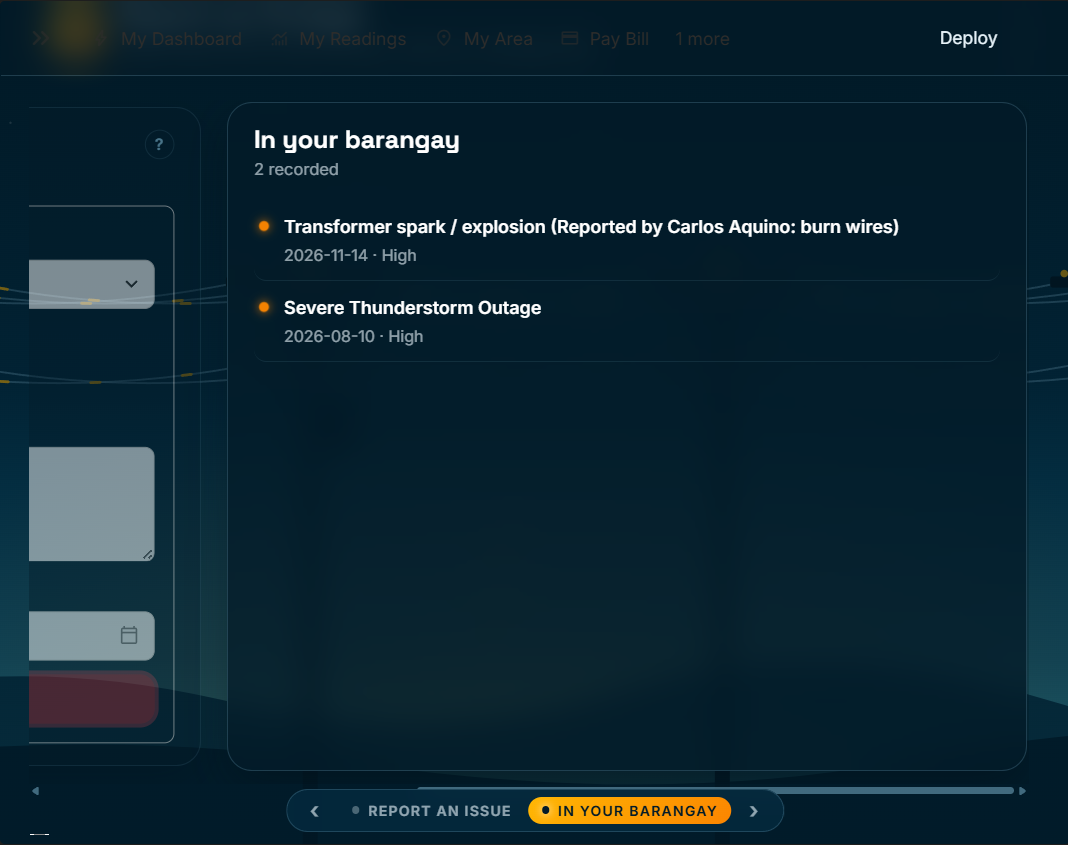 My Dashboard
My Readings
My Area
Pay Bill
1 more
Deploy
?
In your barangay
2 recorded
Transformer spark / explosion (Reported by Carlos Aquino: burn wires)
2026-11-14 · High
Severe Thunderstorm Outage
2026-08-10 · High
REPORT AN ISSUE
IN YOUR BARANGAY